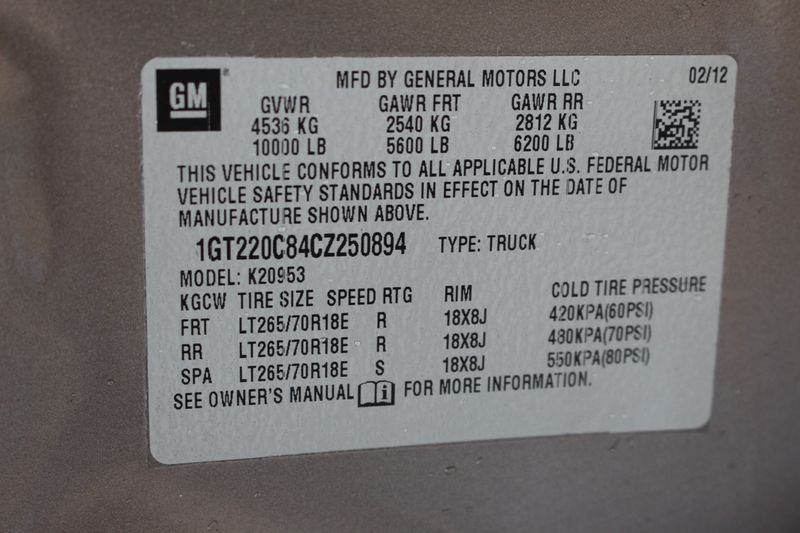 GM
MFD BY GENERAL MOTORS LLC 02/12
GVWR GAWR FRT GAWR RR
4536 KG 2540 KG 2812 KG
10000 LB 5600 LB 6200 LB
THIS VEHICLE CONFORMS TO ALL APPLICABLE U.S. FEDERAL MOTOR
VEHICLE SAFETY STANDARDS IN EFFECT ON THE DATE OF
MANUFACTURE SHOWN ABOVE.
1GT220C84CZ250894 TYPE: TRUCK
MODEL: K20953
KGCW TIRE SIZE SPEED RTG RIM COLD TIRE PRESSURE
FRT LT265/70R18E R 18X8J 420KPA(60PSI)
RR LT265/70R18E R 18X8J 480KPA(70PSI)
SPA LT265/70R18E S 18X8J 550KPA(80PSI)
SEE OWNER'S MANUAL i FOR MORE INFORMATION.